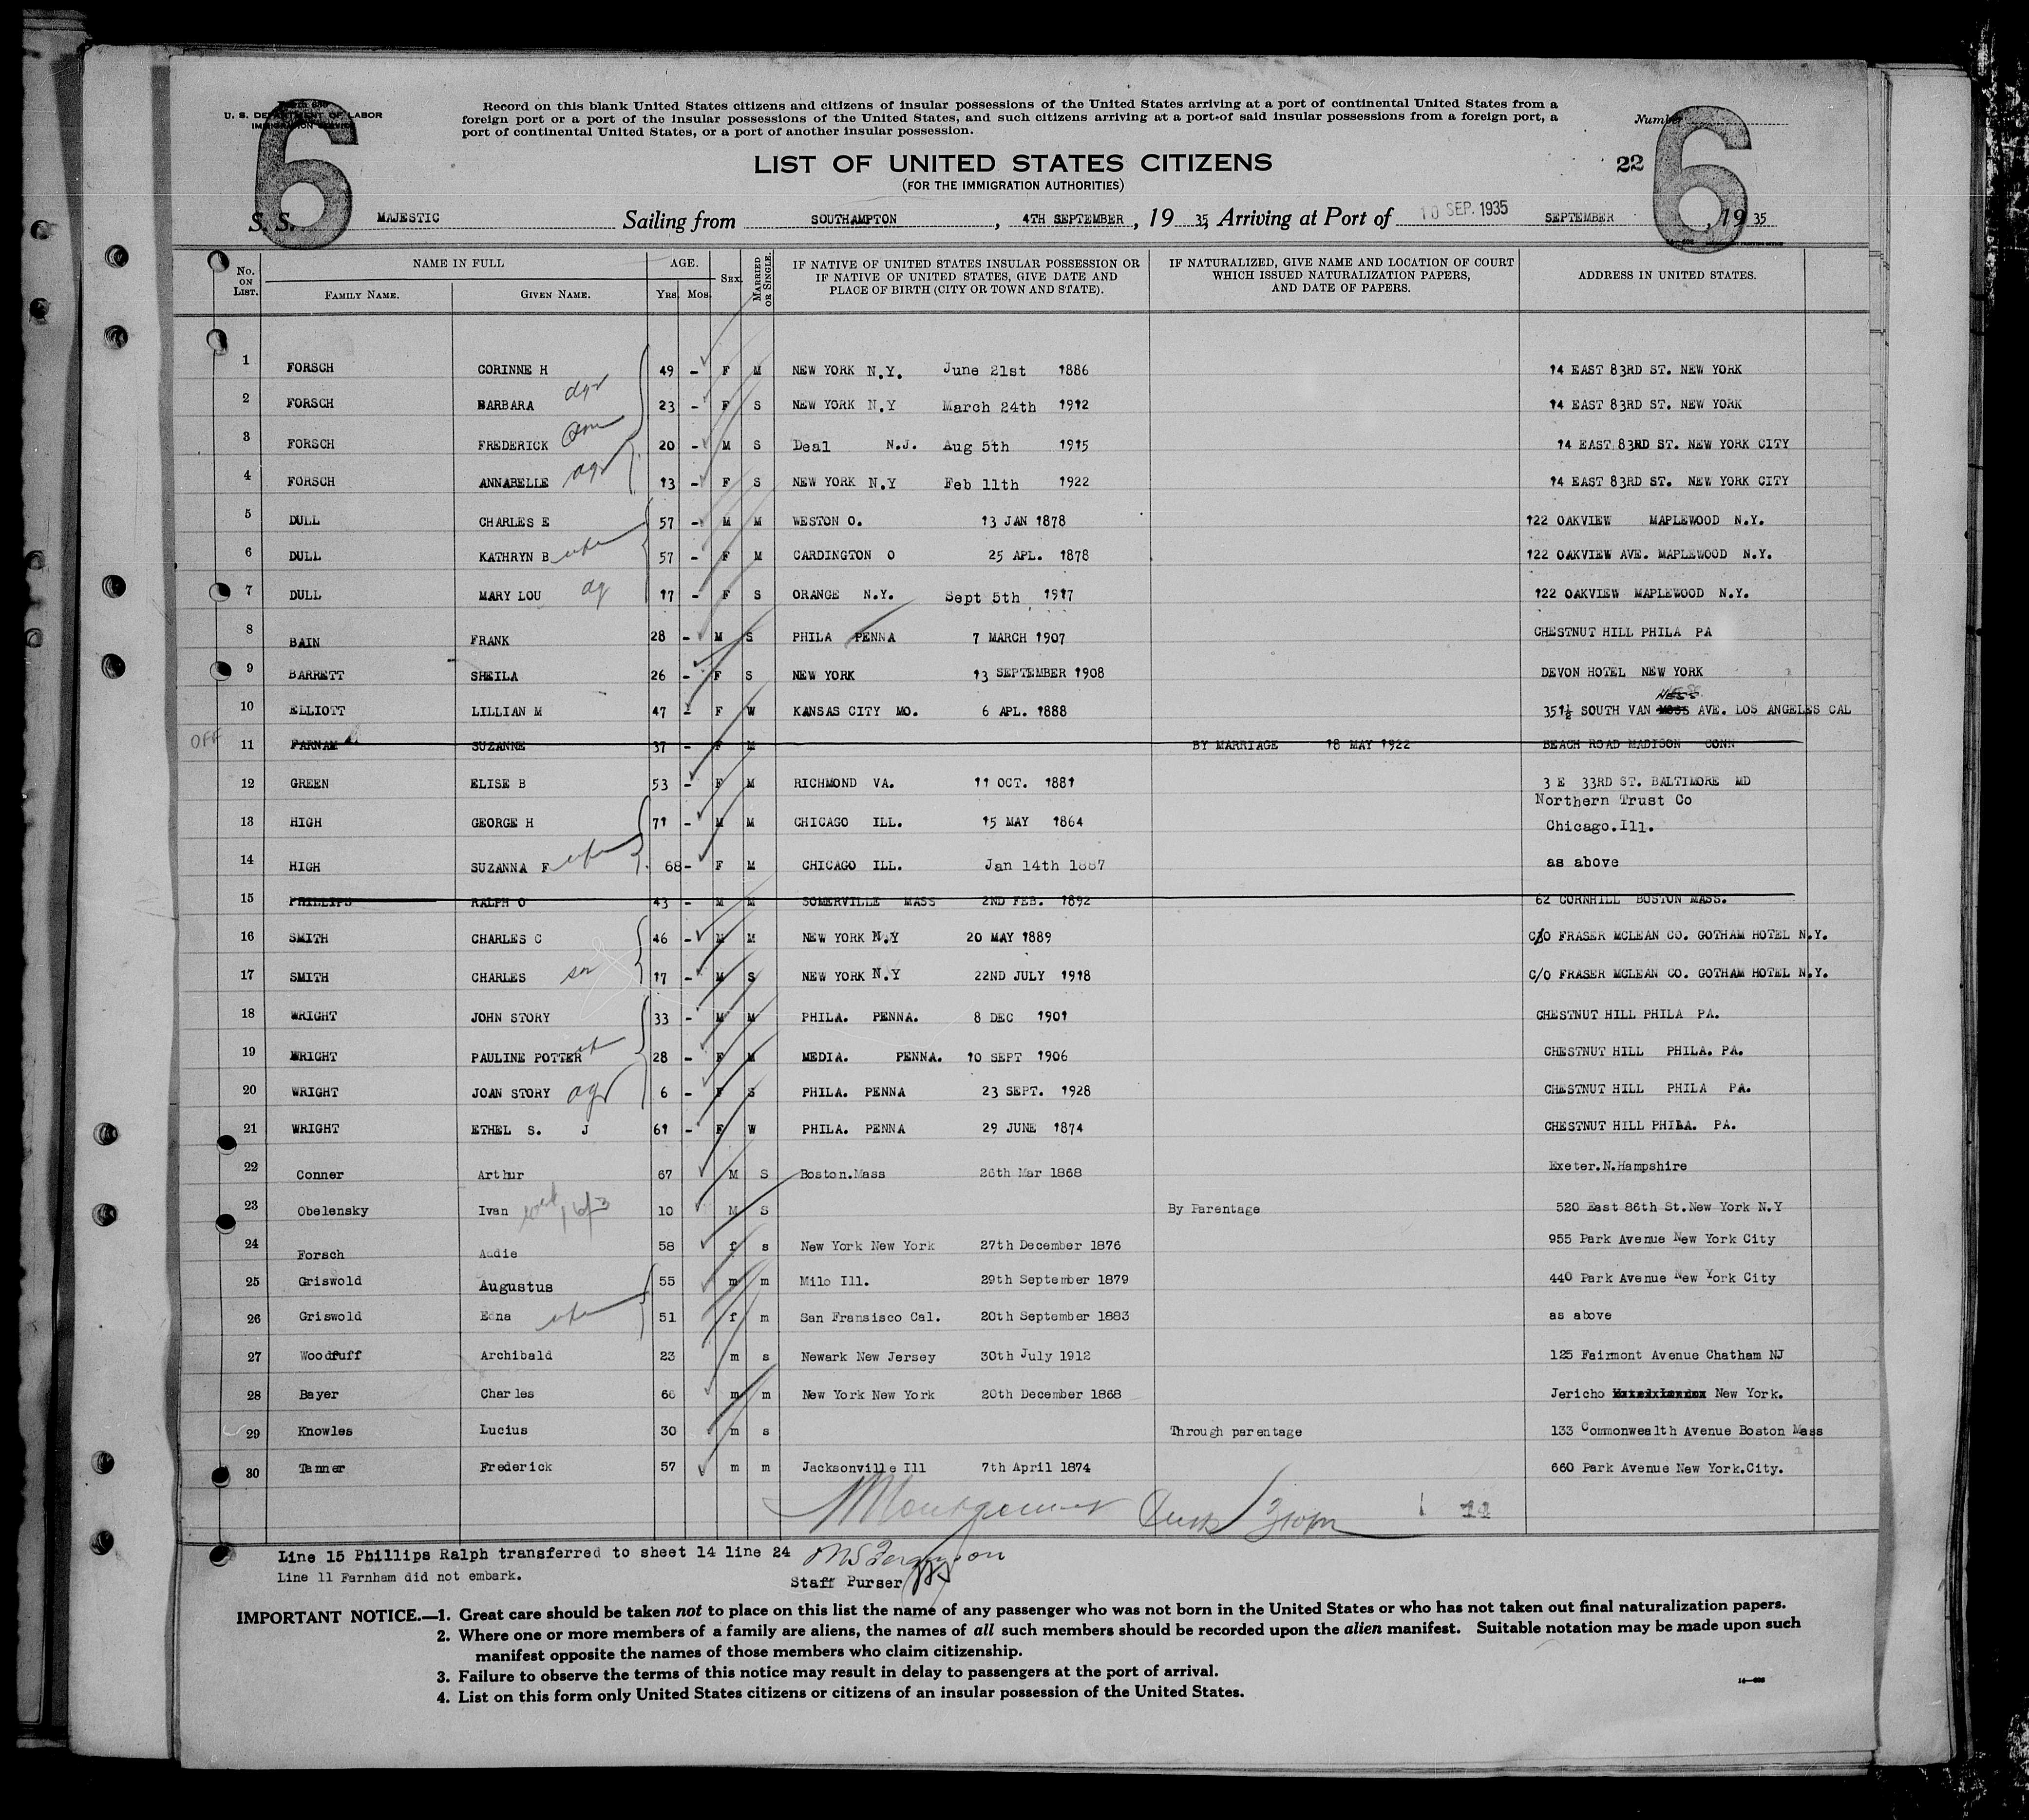 6
U. S. DEPARTMENT OF LABOR
IMMIGRATION SERVICE
Record on this blank United States citizens and citizens of insular possessions of the United States arriving at a port of continental United States from a
foreign port or a port of the insular possessions of the United States, and such citizens arriving at a port of said insular possessions from a foreign port, a
port of continental United States, or a port of another insular possession.
Number
6
LIST OF UNITED STATES CITIZENS
22
(FOR THE IMMIGRATION AUTHORITIES)
S. S. MAJESTIC Sailing from SOUTHAMPTON, 4TH SEPTEMBER, 19 35, Arriving at Port of 10 SEP. 1935 SEPTEMBER, 19 35
No. ON LIST. NAME IN FULL FAMILY NAME. GIVEN NAME. AGE. YRS. MOS. SEX. MARRIED OR SINGLE. IF NATIVE OF UNITED STATES INSULAR POSSESSION OR IF NATIVE OF UNITED STATES, GIVE DATE AND PLACE OF BIRTH (CITY OR TOWN AND STATE). IF NATURALIZED, GIVE NAME AND LOCATION OF COURT WHICH ISSUED NATURALIZATION PAPERS, AND DATE OF PAPERS. ADDRESS IN UNITED STATES.
1 FORSCH CORINNE H 49 - F M NEW YORK N.Y. June 21st 1886 14 EAST 83RD ST. NEW YORK
2 FORSCH BARBARA 23 - F S NEW YORK N.Y March 24th 1912 14 EAST 83RD ST. NEW YORK
3 FORSCH FREDERICK 20 - M S Deal N.J. Aug 5th 1915 14 EAST 83RD ST. NEW YORK CITY
4 FORSCH ANNABELLE 13 - F S NEW YORK N.Y Feb 11th 1922 14 EAST 83RD ST. NEW YORK CITY
5 DULL CHARLES E 57 - M M WESTON O. 13 JAN 1878 122 OAKVIEW MAPLEWOOD N.Y.
6 DULL KATHRYN B 57 - F M CARDINGTON O 25 APL. 1878 122 OAKVIEW AVE. MAPLEWOOD N.Y.
7 DULL MARY LOU 17 - F S ORANGE N.Y. Sept 5th 1917 122 OAKVIEW MAPLEWOOD N.Y.
8 BAIN FRANK 28 - M S PHILA PENNA 7 MARCH 1907 CHESTNUT HILL PHILA PA
9 BARRETT SHEILA 26 - F S NEW YORK 13 SEPTEMBER 1908 DEVON HOTEL NEW YORK
10 ELLIOTT LILLIAN M 47 - F W KANSAS CITY MO. 6 APL. 1888 351½ SOUTH VAN NESS AVE. LOS ANGELES CAL
OFF 11 FARNAM SUZANNE 37 - F M BY MARRIAGE 18 MAY 1922 BEACH ROAD MADISON CONN
12 GREEN ELISE B 53 - F M RICHMOND VA. 11 OCT. 1881 3 E 33RD ST. BALTIMORE MD
13 HIGH GEORGE H 71 - M M CHICAGO ILL. 15 MAY 1864 Northern Trust Co Chicago.Ill.
14 HIGH SUZANNA F 68 - F M CHICAGO ILL. Jan 14th 1887 as above
15 PHILLIPS RALPH O 43 - M M SOMERVILLE MASS 2ND FEB. 1892 62 CORNHILL BOSTON MASS.
16 SMITH CHARLES C 46 - M M NEW YORK N.Y 20 MAY 1889 C/O FRASER MCLEAN CO. GOTHAM HOTEL N.Y.
17 SMITH CHARLES son 17 - M S NEW YORK N.Y 22ND JULY 1918 C/O FRASER MCLEAN CO. GOTHAM HOTEL N.Y.
18 WRIGHT JOHN STORY 33 - M M PHILA. PENNA. 8 DEC 1901 CHESTNUT HILL PHILA PA.
19 WRIGHT PAULINE POTTER 28 - F M MEDIA. PENNA. 10 SEPT 1906 CHESTNUT HILL PHILA. PA.
20 WRIGHT JOAN STORY 6 - F S PHILA. PENNA 23 SEPT. 1928 CHESTNUT HILL PHILA PA.
21 WRIGHT ETHEL S. J 61 - F W PHILA. PENNA 29 JUNE 1874 CHESTNUT HILL PHILA. PA.
22 Conner Arthur 67 M S Boston.Mass 26th Mar 1868 Exeter.N.Hampshire
23 Obelensky Ivan 10 M S By Parentage 520 East 86th St.New York N.Y
24 Forsch Addie 58 f s New York New York 27th December 1876 955 Park Avenue New York City
25 Griswold Augustus 55 m m Milo Ill. 29th September 1879 440 Park Avenue New York City
26 Griswold Edna 51 f m San Fransisco Cal. 20th September 1883 as above
27 Woodruff Archibald 23 m s Newark New Jersey 30th July 1912 125 Fairmont Avenue Chatham NJ
28 Bayer Charles 66 m m New York New York 20th December 1868 Jericho New York.
29 Knowles Lucius 30 m s Through parentage 133 Commonwealth Avenue Boston Mass
30 Tanner Frederick 57 m m Jacksonville Ill 7th April 1874 660 Park Avenue New York.City.
14
Line 15 Phillips Ralph transferred to sheet 14 line 24
Line 11 Farnham did not embark.
Staff Purser
IMPORTANT NOTICE.—1. Great care should be taken not to place on this list the name of any passenger who was not born in the United States or who has not taken out final naturalization papers.
2. Where one or more members of a family are aliens, the names of all such members should be recorded upon the alien manifest. Suitable notation may be made upon such
manifest opposite the names of those members who claim citizenship.
3. Failure to observe the terms of this notice may result in delay to passengers at the port of arrival.
4. List on this form only United States citizens or citizens of an insular possession of the United States.